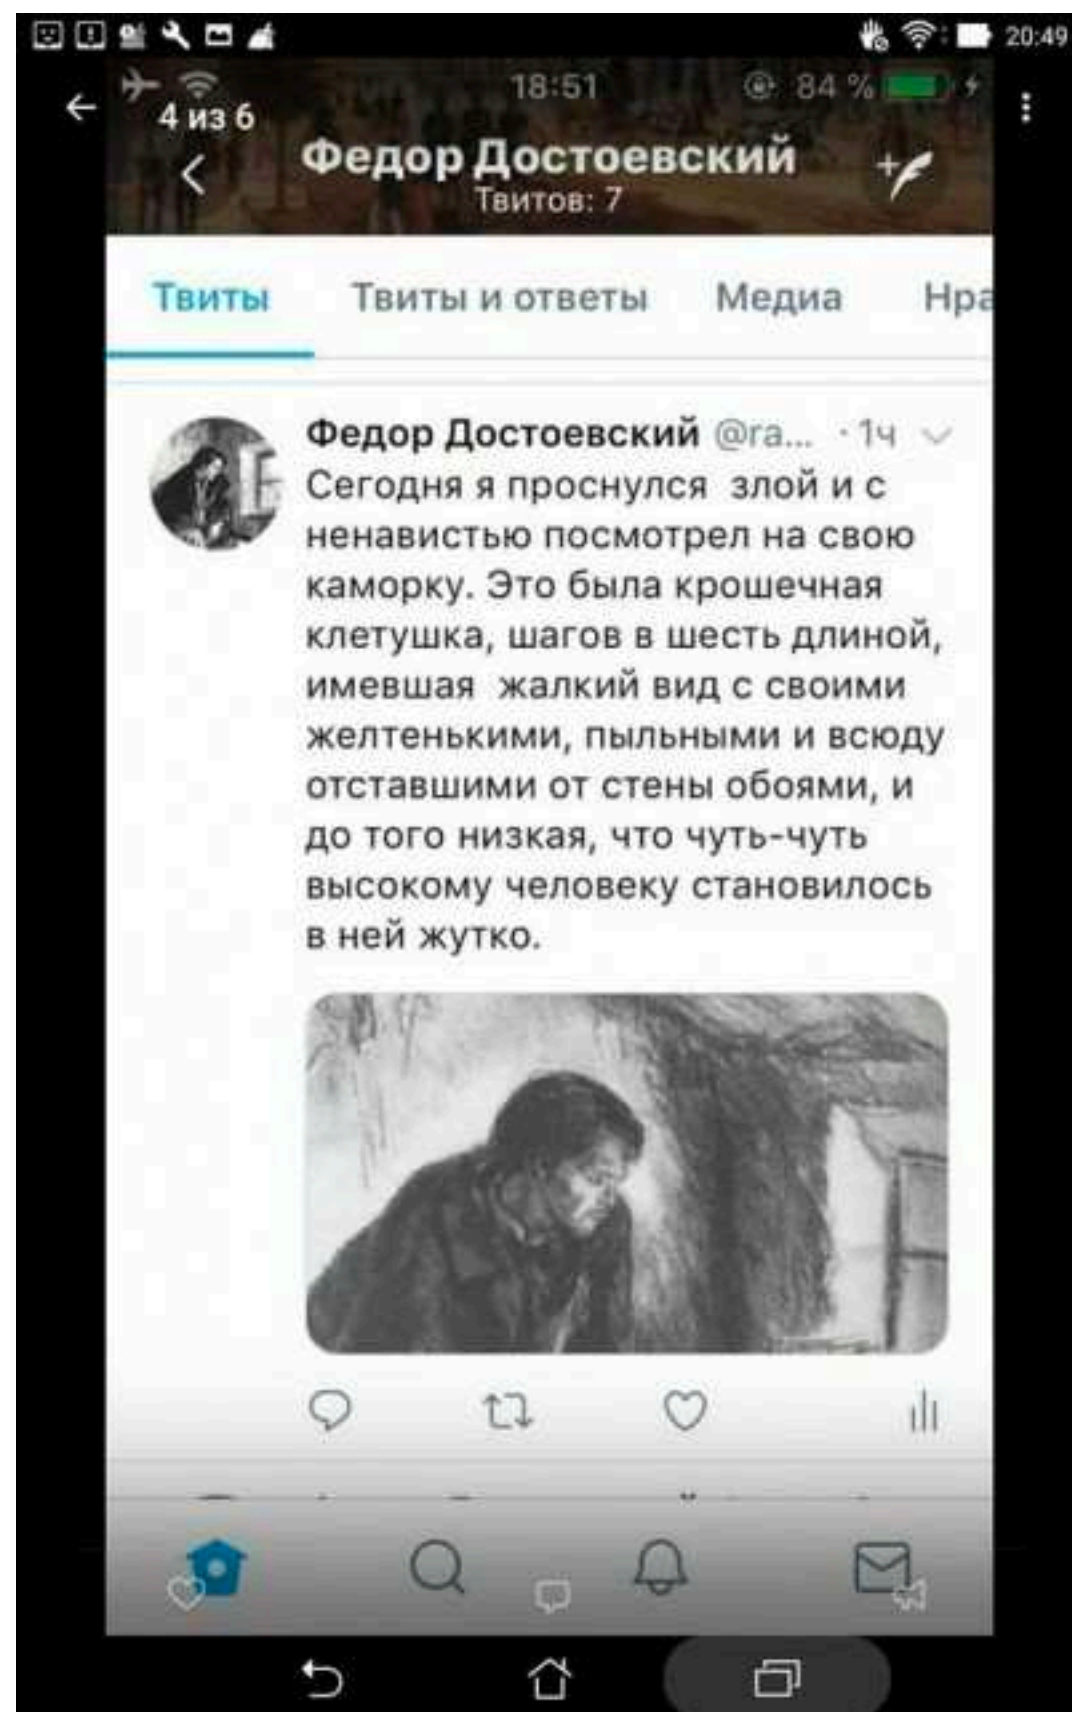 20:49
18:51
84 %
4 из 6
Федор Достоевский
Твитов: 7
Твиты Твиты и ответы Медиа Нра
Федор Достоевский @ra... · 1ч
Сегодня я проснулся злой и с
ненавистью посмотрел на свою
каморку. Это была крошечная
клетушка, шагов в шесть длиной,
имевшая жалкий вид с своими
желтенькими, пыльными и всюду
отставшими от стены обоями, и
до того низкая, что чуть-чуть
высокому человеку становилось
в ней жутко.